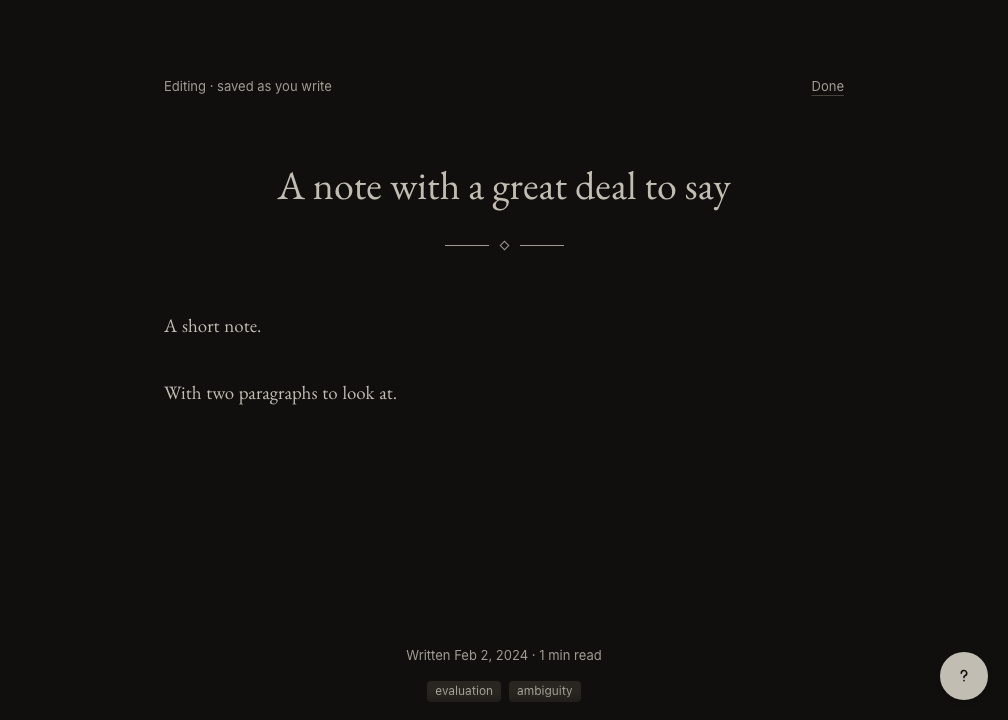 Editing · saved as you write
Done
A note with a great deal to say
A short note.
With two paragraphs to look at.
Written Feb 2, 2024 · 1 min read
evaluation
ambiguity
?